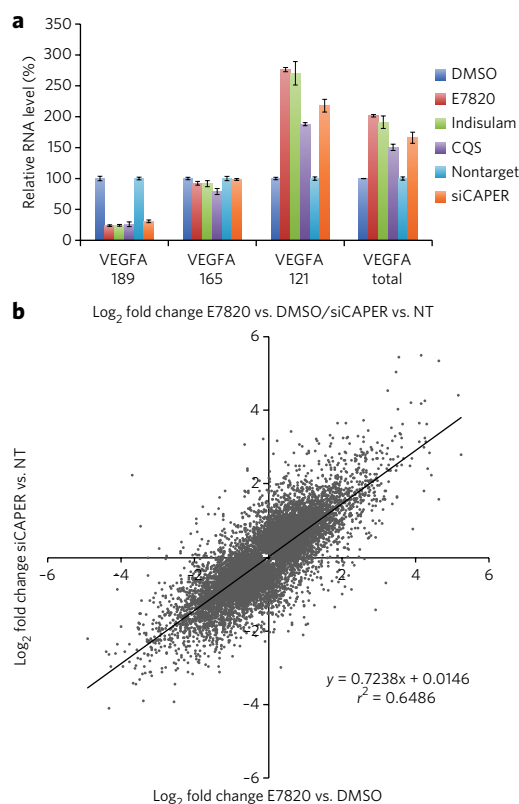 a
Relative RNA level (%)
350
300
250
200
150
100
50
0
VEGFA
189
VEGFA
165
VEGFA
121
VEGFA
total
DMSO
E7820
Indisulam
CQS
Nontarget
siCAPER
b
Log2 fold change E7820 vs. DMSO/siCAPER vs. NT
Log2 fold change siCAPER vs. NT
6
4
2
-2
-4
-6
-6
-4
-2
2
4
6
y = 0.7238x + 0.0146
r² = 0.6486
Log2 fold change E7820 vs. DMSO